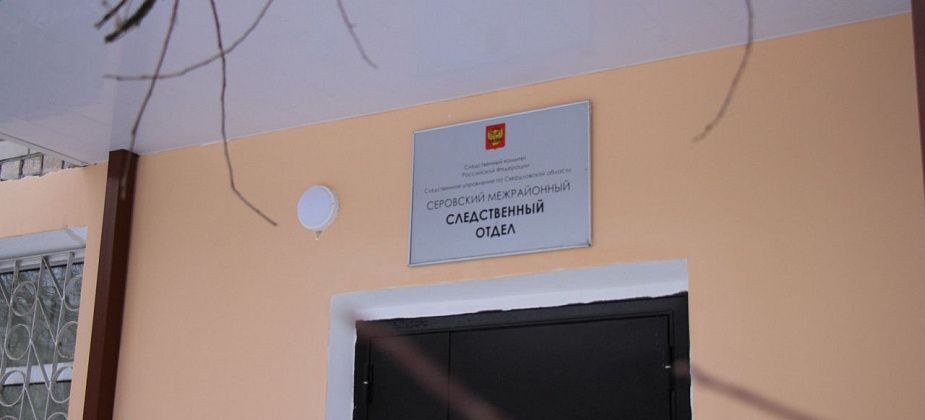 Следственный комитет
Российской Федерации
Следственное управление по Свердловской области
СЕРОВСКИЙ МЕЖРАЙОННЫЙ
СЛЕДСТВЕННЫЙ
ОТДЕЛ